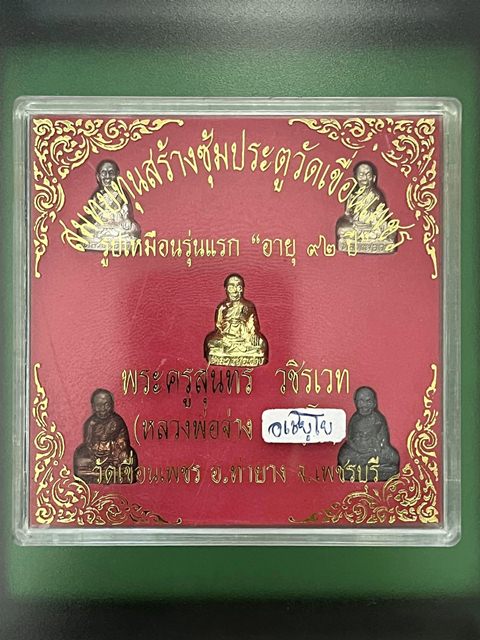 สมทบทุนสร้างซุ้มประตูวัดเขื่อนเพชร
รูปเหมือนรุ่นแรก "อายุ ๙๒ ปี"
พระครูสุนทร วชิรเวท
(หลวงพ่อจ่าง
วัดเขื่อนเพชร อ.ท่ายาง จ.เพชรบุรี